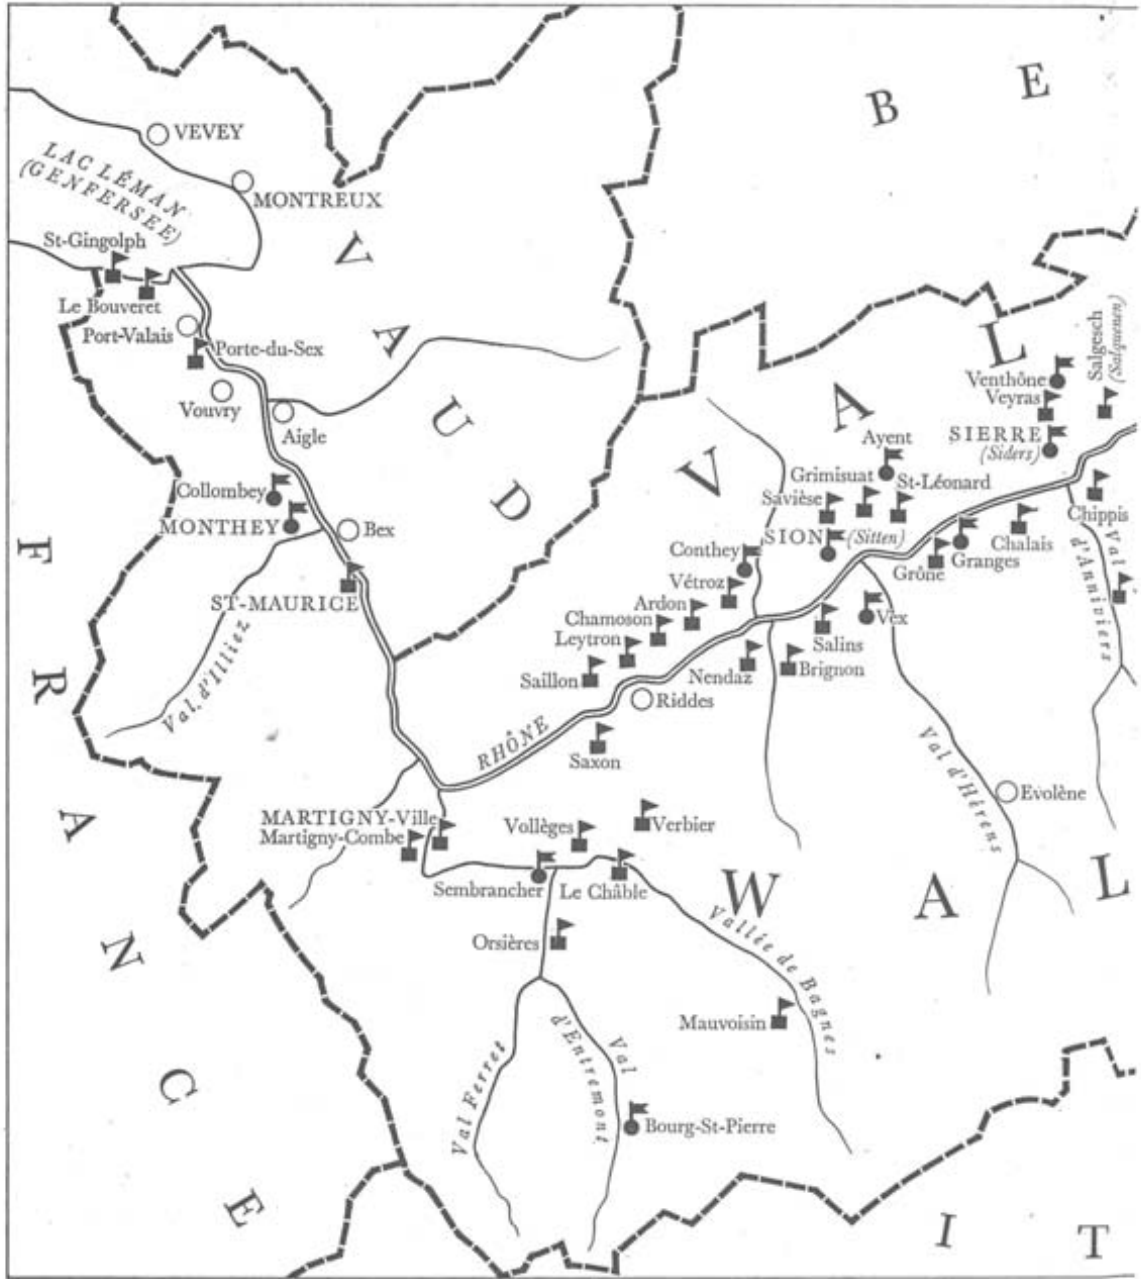 B E
VEVEY
LAC LÉMAN
(GENFERSEE)
MONTREUX
St-Gingolph
Le Bouveret
Port-Valais
Porte-du-Sex
Vouvry
Aigle
VAUD
Collombey
MONTHEY
Bex
ST-MAURICE
Val d'Illiez
FRANCE
VAL
Venthône
Veyras
Salgesch
(Salquenen)
SIERRE
(Siders)
Ayent
Grimisuat
St-Léonard
Savièse
SION (Sitten)
Chippis
Chalais
Granges
Grône
Val
d'Anniviers
Conthey
Vétroz
Ardon
Chamoson
Leytron
Saillon
Vex
Salins
Brignon
Nendaz
Riddes
RHÔNE
Saxon
Val d'Hérens
Evolène
MARTIGNY-Ville
Martigny-Combe
Vollèges
Verbier
Sembrancher
Le Châble
WAL
Orsières
Vallée de Bagnes
Mauvoisin
Val Ferret
Val
d'Entremont
Bourg-St-Pierre
I T